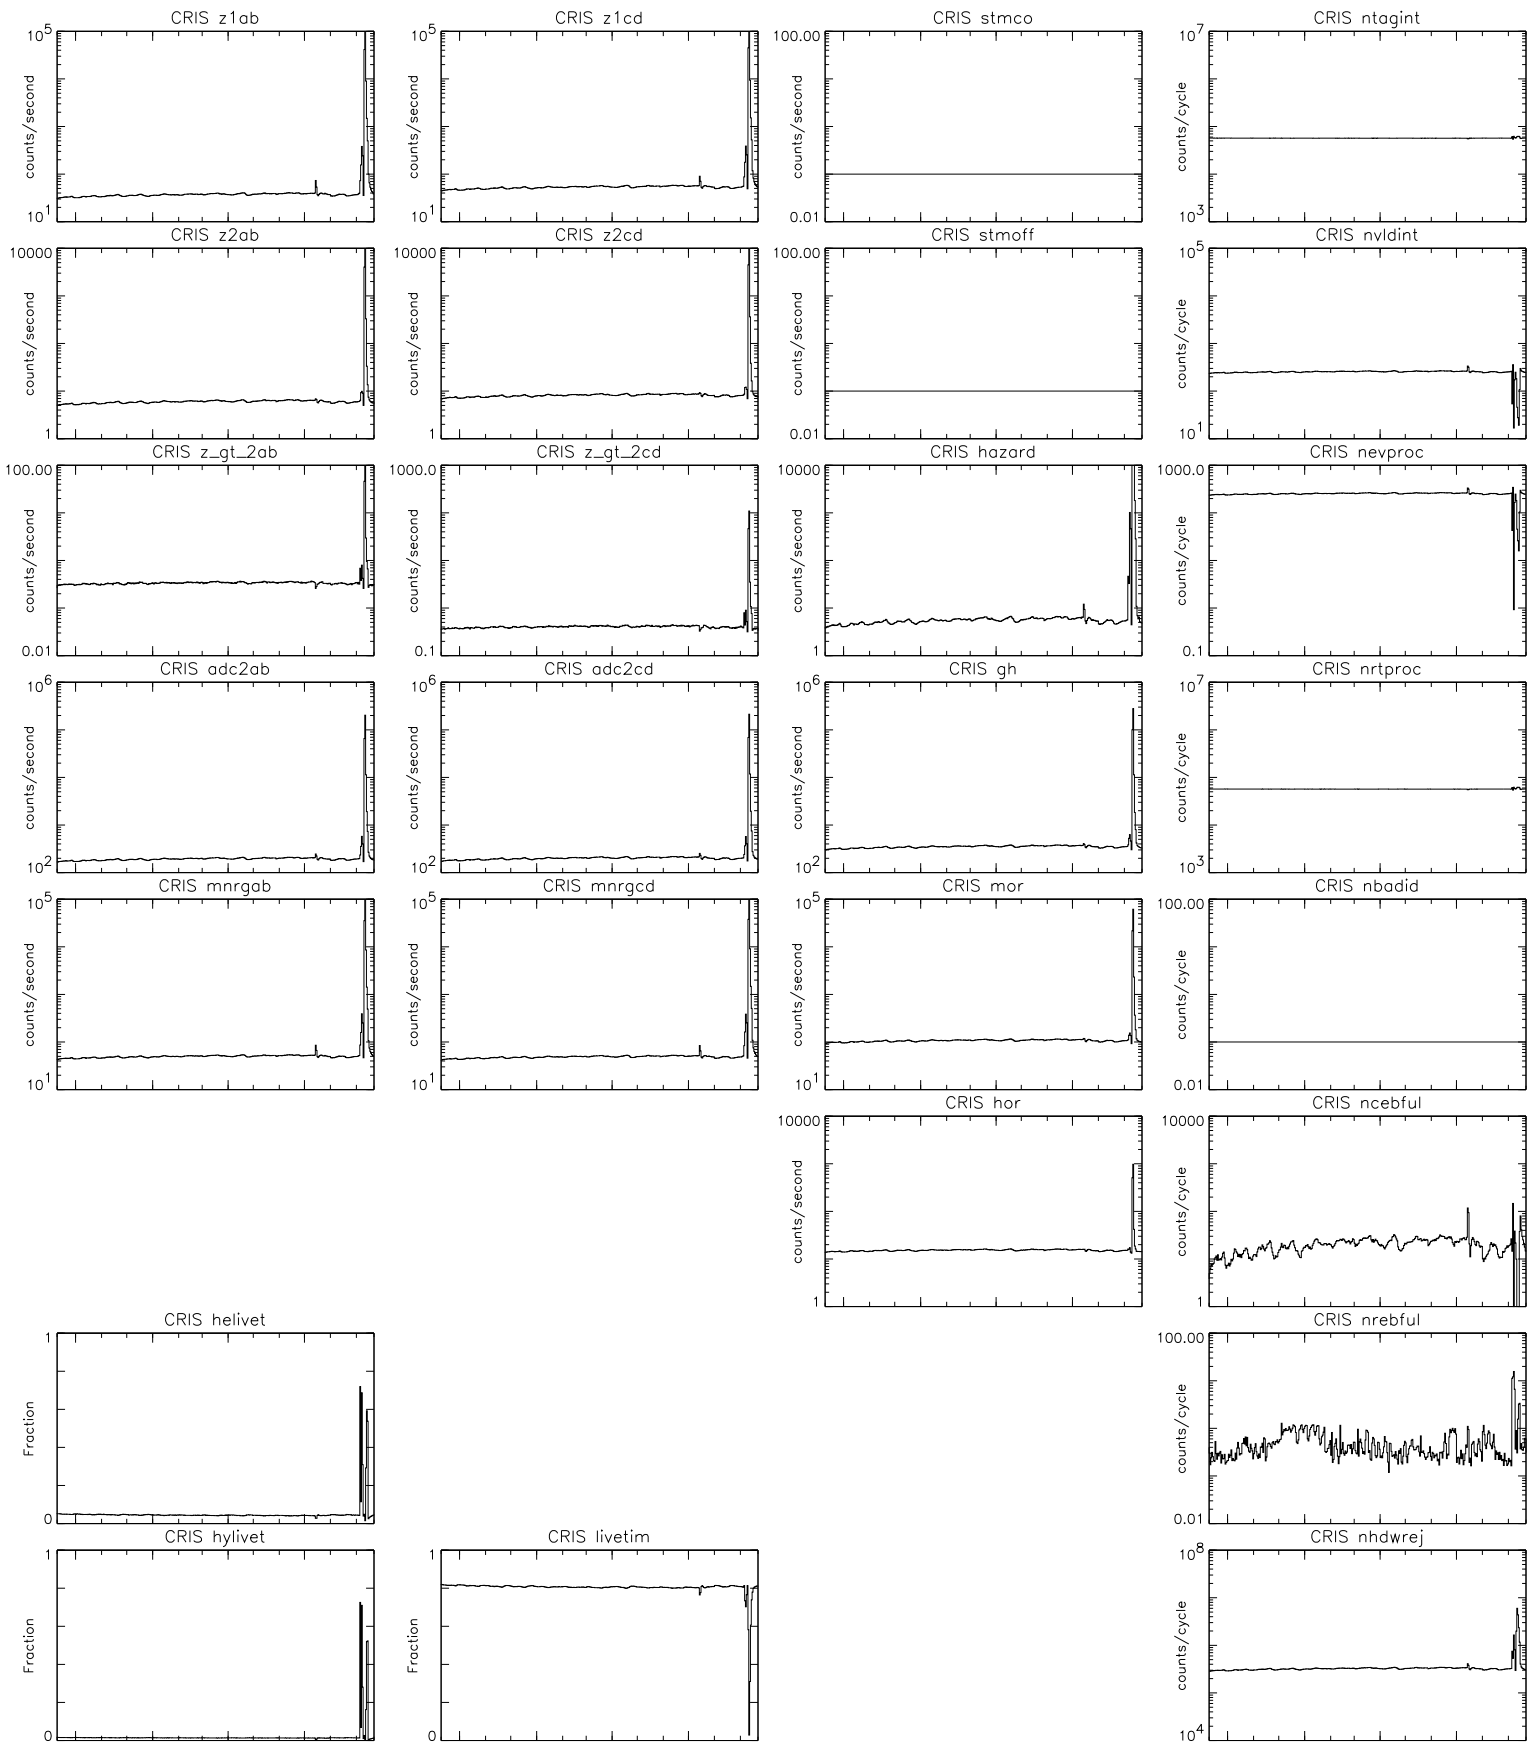 CRIS z1ab
10^5
counts/second
10^1
CRIS z1cd
10^5
counts/second
10^1
CRIS stmco
100.00
counts/second
0.01
CRIS ntagint
10^7
counts/cycle
10^3
CRIS z2ab
10000
counts/second
1
CRIS z2cd
10000
counts/second
1
CRIS stmoff
100.00
counts/second
0.01
CRIS nvldint
10^5
counts/cycle
10^1
CRIS z_gt_2ab
100.00
counts/second
0.01
CRIS z_gt_2cd
1000.0
counts/second
0.1
CRIS hazard
10000
counts/second
1
CRIS nevproc
1000.0
counts/cycle
0.1
CRIS adc2ab
10^6
counts/second
10^2
CRIS adc2cd
10^6
counts/second
10^2
CRIS gh
10^6
counts/second
10^2
CRIS nrtproc
10^7
counts/cycle
10^3
CRIS mnrgab
10^5
counts/second
10^1
CRIS mnrgcd
10^5
counts/second
10^1
CRIS mor
10^5
counts/second
10^1
CRIS nbadid
100.00
counts/cycle
0.01
CRIS hor
10000
counts/second
1
CRIS ncebful
10000
counts/cycle
1
CRIS helivet
1
Fraction
0
CRIS nrebful
100.00
counts/cycle
0.01
CRIS hylivet
1
Fraction
0
CRIS livetim
1
Fraction
0
CRIS nhdwrej
10^8
counts/cycle
10^4